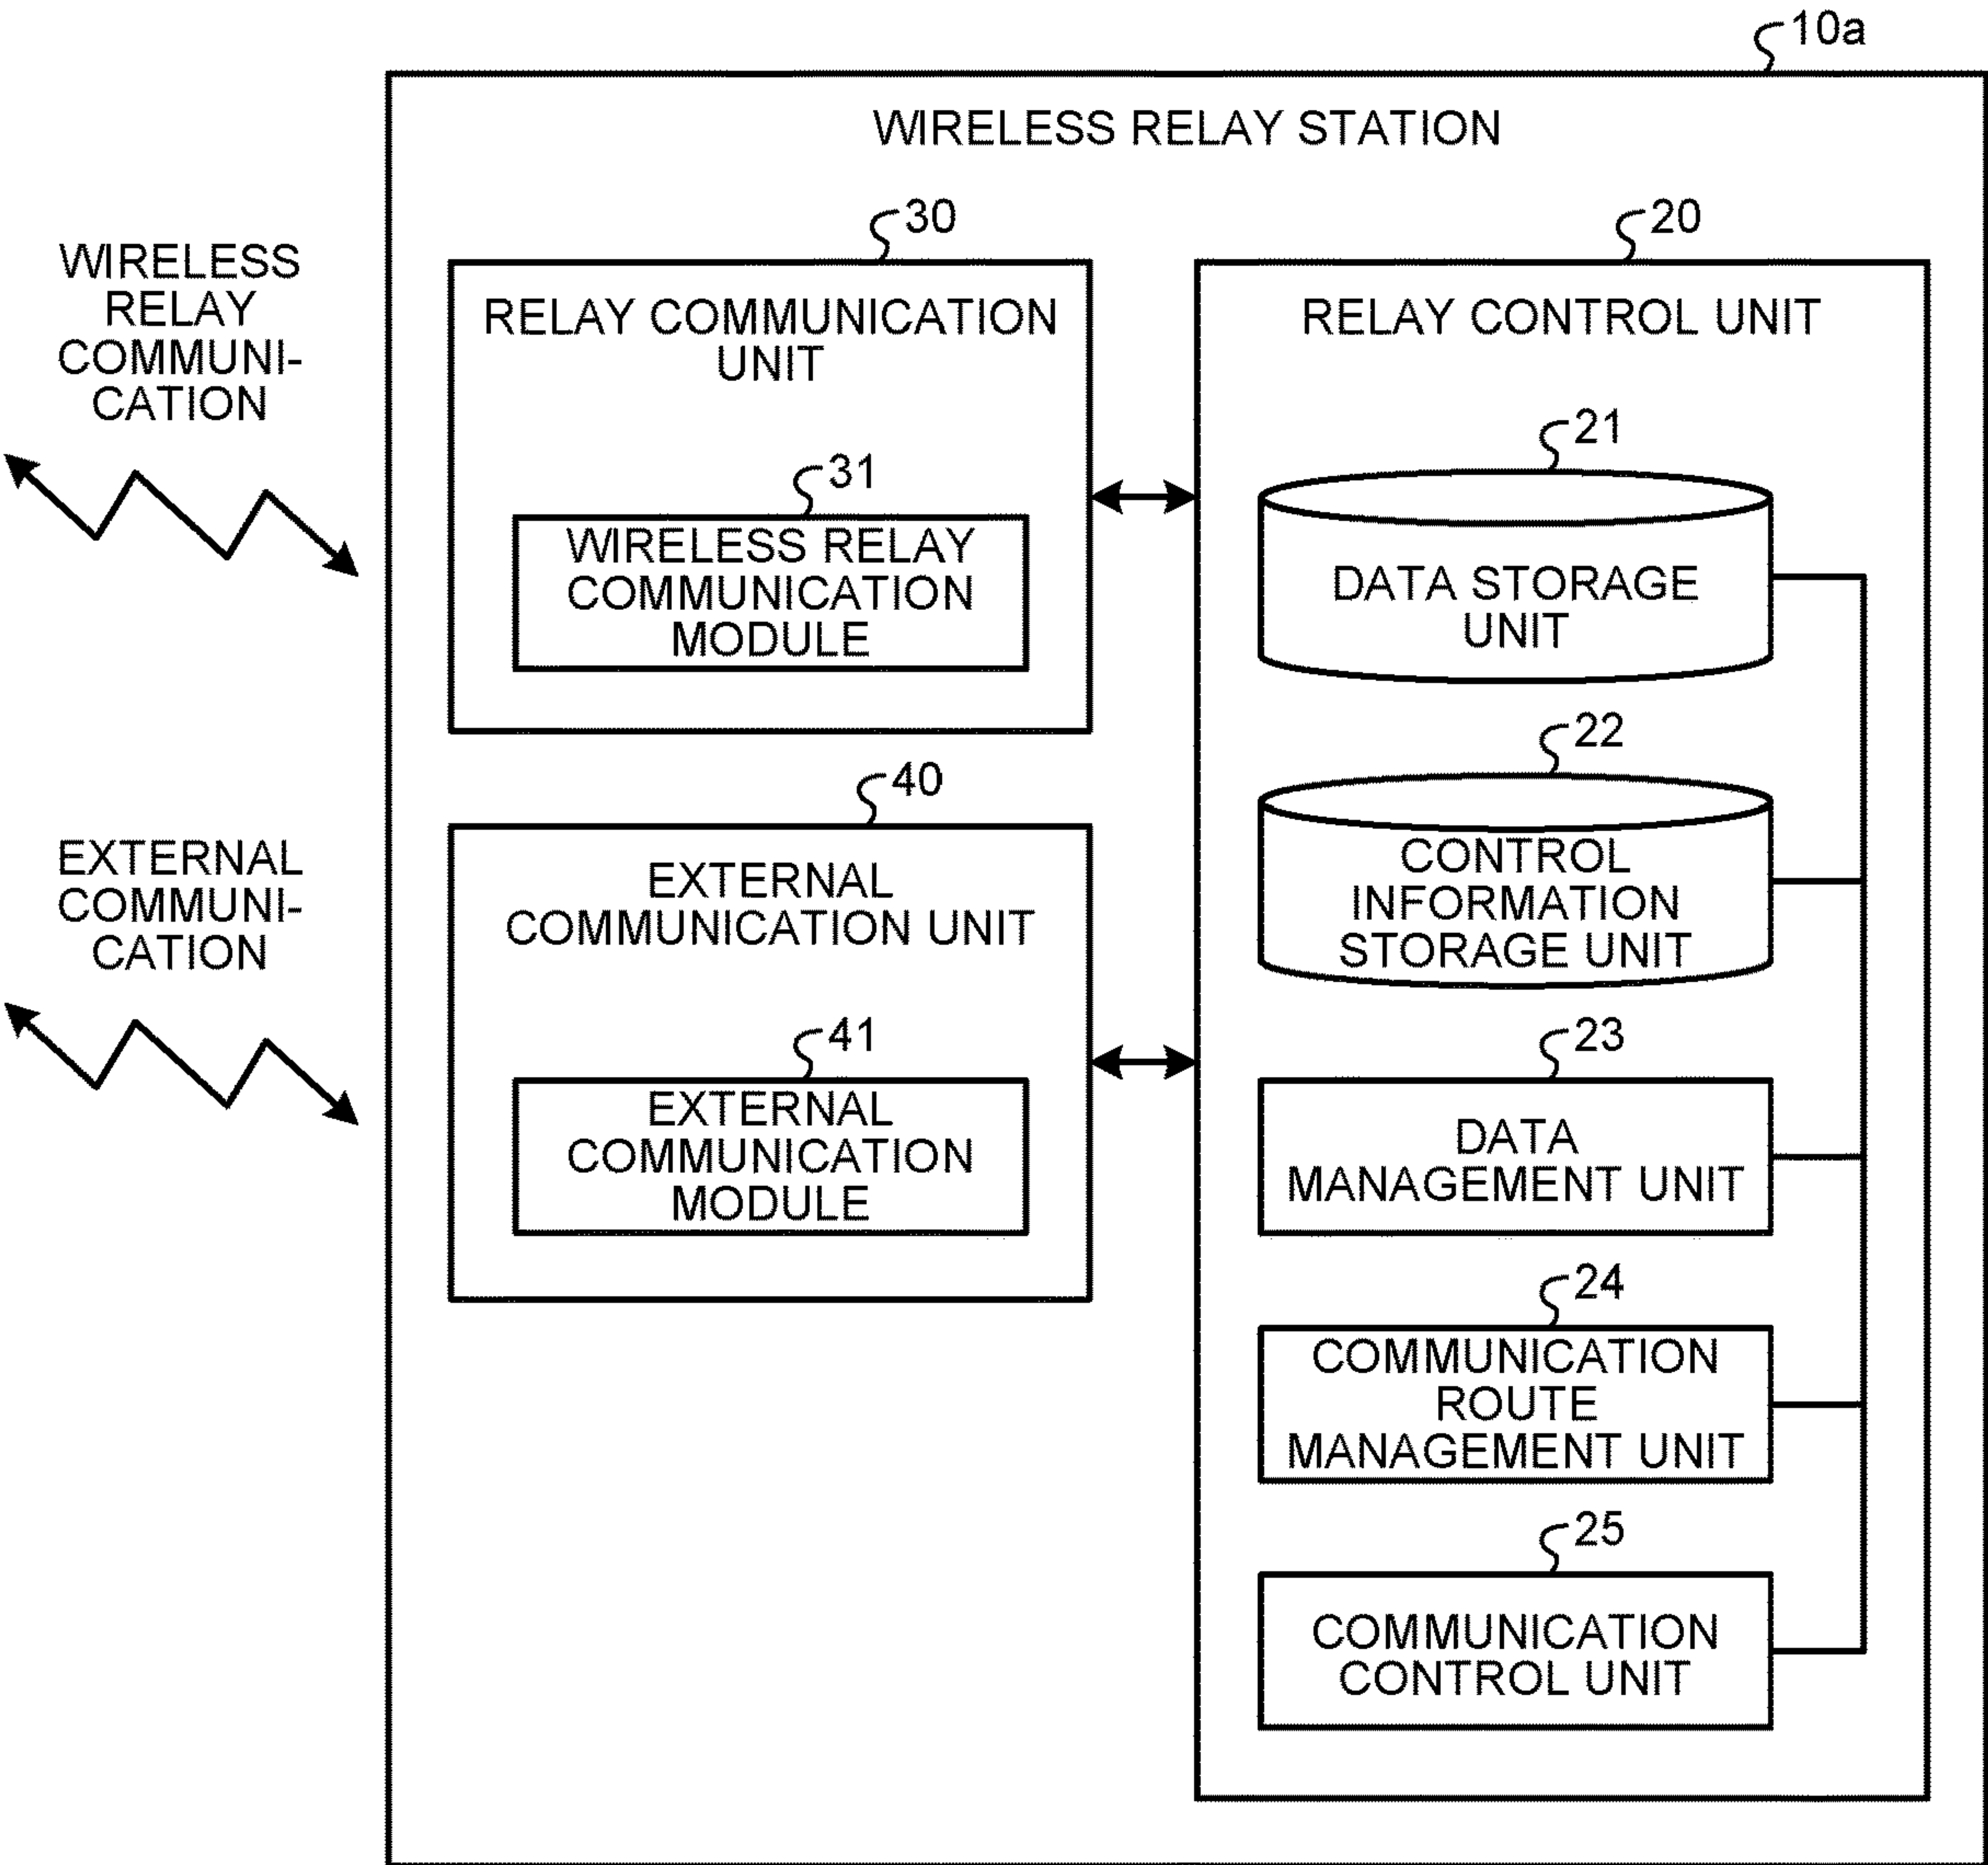 10a
WIRELESS RELAY STATION
WIRELESS
RELAY
COMMUNI-
CATION
30
RELAY COMMUNICATION
UNIT
31
WIRELESS RELAY
COMMUNICATION
MODULE
EXTERNAL
COMMUNI-
CATION
40
EXTERNAL
COMMUNICATION UNIT
41
EXTERNAL
COMMUNICATION
MODULE
20
RELAY CONTROL UNIT
21
DATA STORAGE
UNIT
22
CONTROL
INFORMATION
STORAGE UNIT
23
DATA
MANAGEMENT UNIT
24
COMMUNICATION
ROUTE
MANAGEMENT UNIT
25
COMMUNICATION
CONTROL UNIT